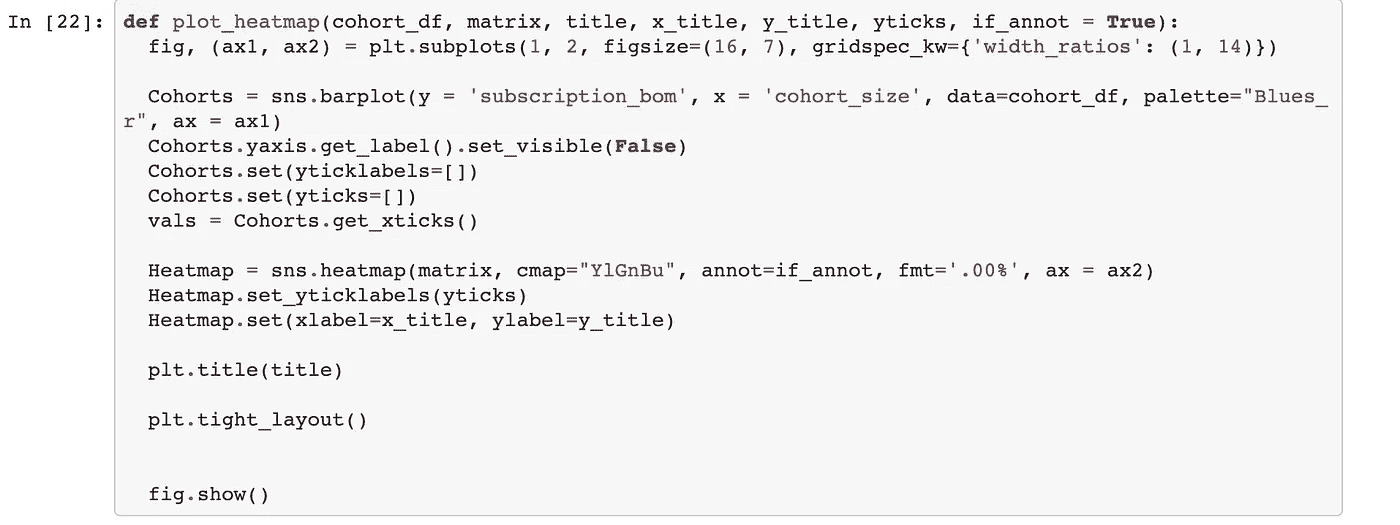 In [22]: def plot_heatmap(cohort_df, matrix, title, x_title, y_title, yticks, if_annot = True):
  fig, (ax1, ax2) = plt.subplots(1, 2, figsize=(16, 7), gridspec_kw={'width_ratios': (1, 14)})
  Cohorts = sns.barplot(y = 'subscription_bom', x = 'cohort_size', data=cohort_df, palette="Blues_
r", ax = ax1)
  Cohorts.yaxis.get_label().set_visible(False)
  Cohorts.set(yticklabels=[])
  Cohorts.set(yticks=[])
  vals = Cohorts.get_xticks()
  Heatmap = sns.heatmap(matrix, cmap="YlGnBu", annot=if_annot, fmt='.00%', ax = ax2)
  Heatmap.set_yticklabels(yticks)
  Heatmap.set(xlabel=x_title, ylabel=y_title)
  plt.title(title)
  plt.tight_layout()
  fig.show()